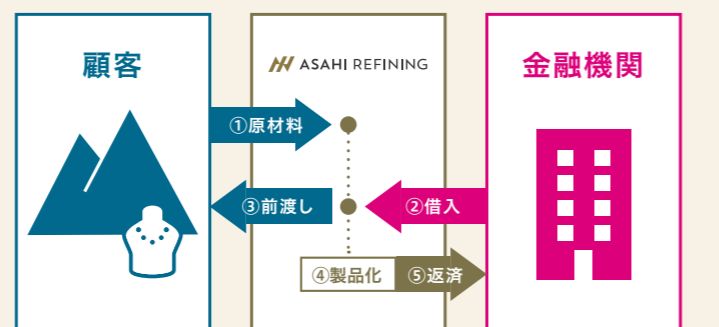 顧客
ASAHI REFINING
金融機関
①原材料
③前渡し
②借入
④製品化
⑤返済